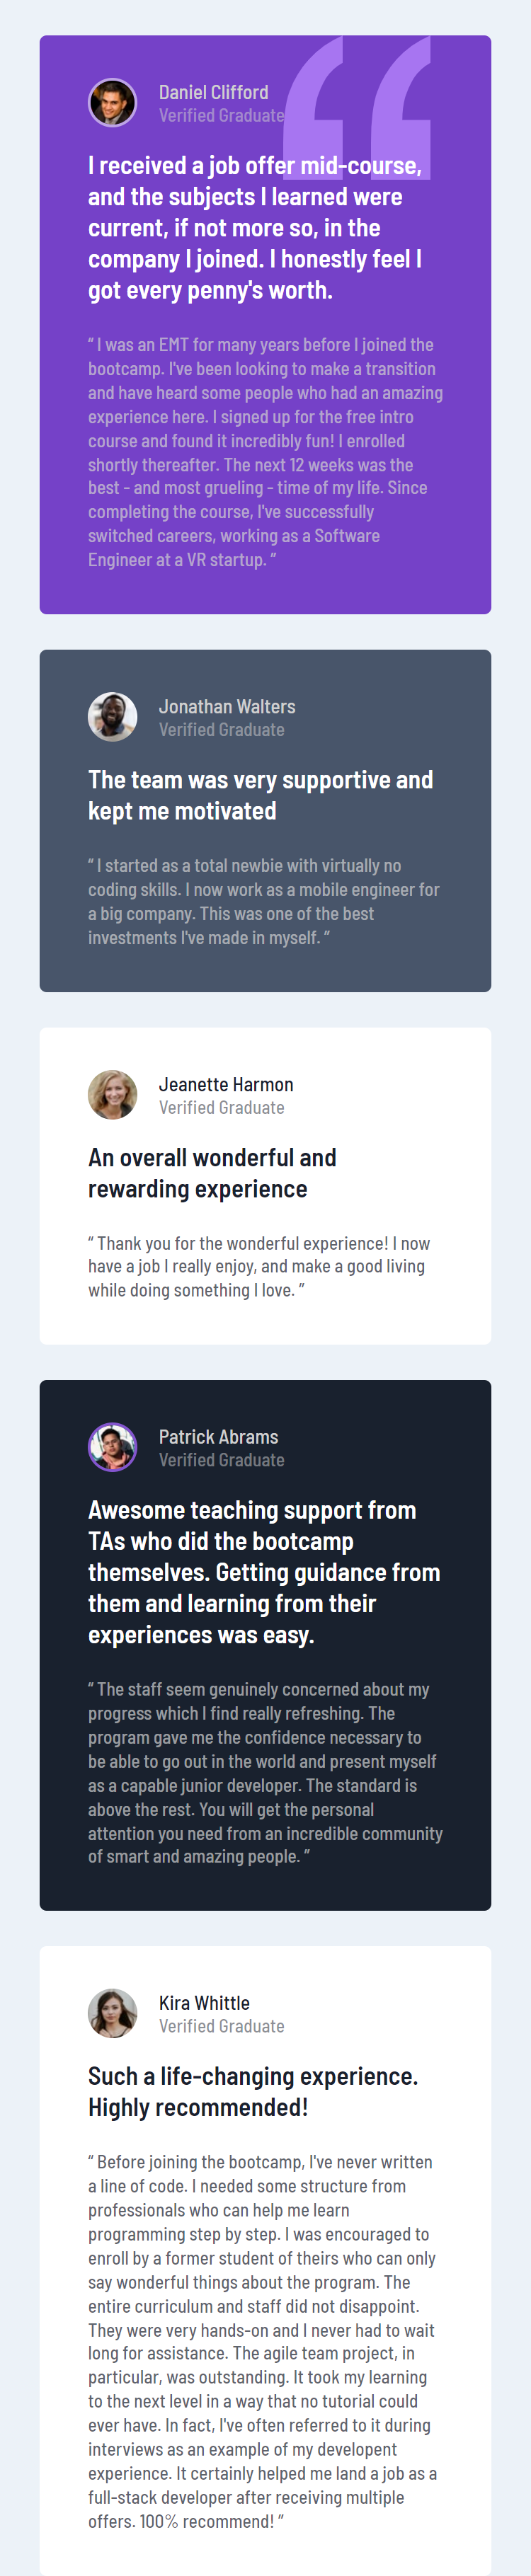 Daniel Clifford
Verified Graduate
I received a job offer mid-course,
and the subjects I learned were
current, if not more so, in the
company I joined. I honestly feel I
got every penny's worth.
“ I was an EMT for many years before I joined the
bootcamp. I've been looking to make a transition
and have heard some people who had an amazing
experience here. I signed up for the free intro
course and found it incredibly fun! I enrolled
shortly thereafter. The next 12 weeks was the
best - and most grueling - time of my life. Since
completing the course, I've successfully
switched careers, working as a Software
Engineer at a VR startup. ”
Jonathan Walters
Verified Graduate
The team was very supportive and
kept me motivated
“ I started as a total newbie with virtually no
coding skills. I now work as a mobile engineer for
a big company. This was one of the best
investments I've made in myself. ”
Jeanette Harmon
Verified Graduate
An overall wonderful and
rewarding experience
“ Thank you for the wonderful experience! I now
have a job I really enjoy, and make a good living
while doing something I love. ”
Patrick Abrams
Verified Graduate
Awesome teaching support from
TAs who did the bootcamp
themselves. Getting guidance from
them and learning from their
experiences was easy.
“ The staff seem genuinely concerned about my
progress which I find really refreshing. The
program gave me the confidence necessary to
be able to go out in the world and present myself
as a capable junior developer. The standard is
above the rest. You will get the personal
attention you need from an incredible community
of smart and amazing people. ”
Kira Whittle
Verified Graduate
Such a life-changing experience.
Highly recommended!
“ Before joining the bootcamp, I've never written
a line of code. I needed some structure from
professionals who can help me learn
programming step by step. I was encouraged to
enroll by a former student of theirs who can only
say wonderful things about the program. The
entire curriculum and staff did not disappoint.
They were very hands-on and I never had to wait
long for assistance. The agile team project, in
particular, was outstanding. It took my learning
to the next level in a way that no tutorial could
ever have. In fact, I've often referred to it during
interviews as an example of my developent
experience. It certainly helped me land a job as a
full-stack developer after receiving multiple
offers. 100% recommend! ”